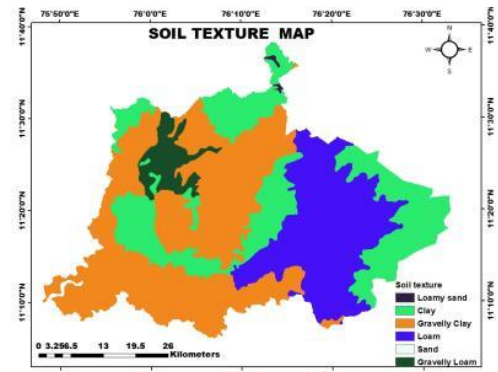 75°50'0"E 76°0'0"E 76°10'0"E 76°20'0"E 76°30'0"E
SOIL TEXTURE MAP
N
W E
S
11°40'0"N 11°40'0"N
11°30'0"N 11°30'0"N
11°20'0"N 11°20'0"N
11°10'0"N 11°10'0"N
Soil texture
Loamy sand
Clay
Gravelly Clay
Loam
Sand
Gravelly Loam
0 3.256.5 13 19.5 26
Kilometers